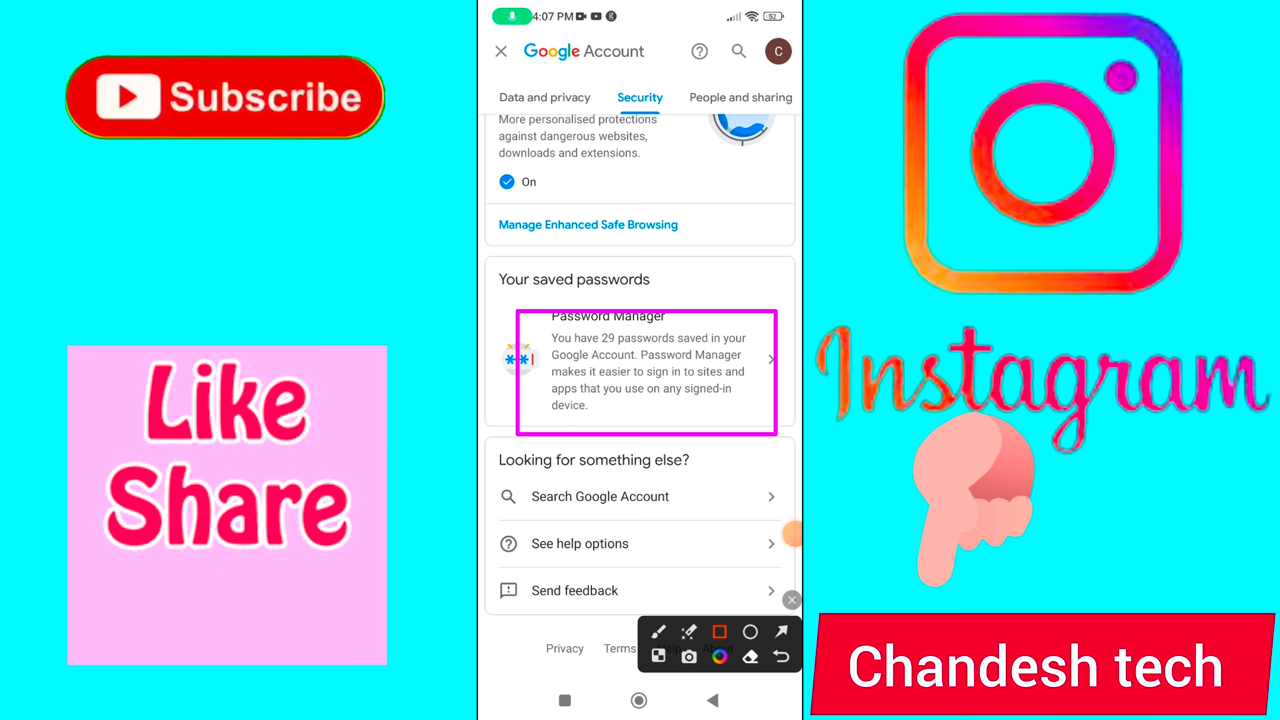 Subscribe
Like
Share
4:07 PM
52
Google Account
C
Data and privacy
Security
People and sharing
More personalised protections
against dangerous websites,
downloads and extensions.
On
Manage Enhanced Safe Browsing
Your saved passwords
Password Manager
You have 29 passwords saved in your
Google Account. Password Manager
makes it easier to sign in to sites and
apps that you use on any signed-in
device.
Looking for something else?
Search Google Account
See help options
Send feedback
Privacy
Terms
Help
About
Instagram
Chandesh tech